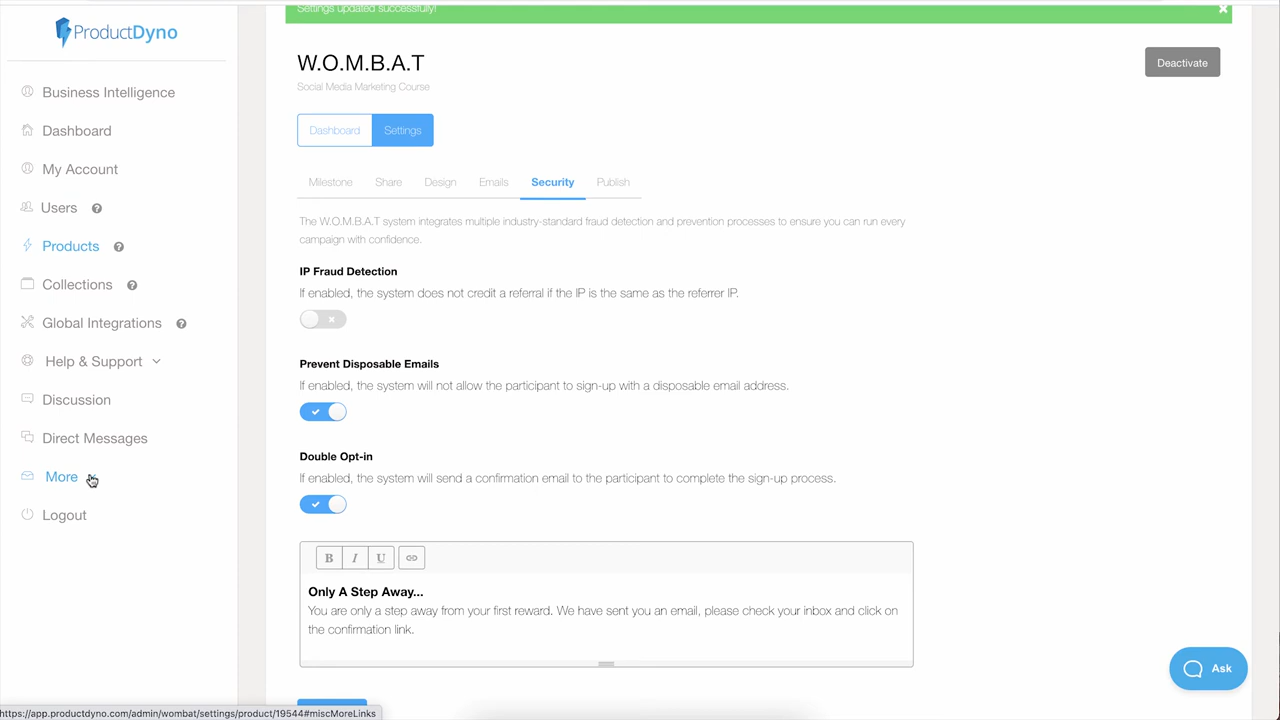 Settings updated successfully!
ProductDyno
W.O.M.B.A.T
Deactivate
Social Media Marketing Course
Business Intelligence
Dashboard
My Account
Users
Products
Collections
Global Integrations
Help & Support
Discussion
Direct Messages
More
Logout
Dashboard
Settings
Milestone
Share
Design
Emails
Security
Publish
The W.O.M.B.A.T system integrates multiple industry-standard fraud detection and prevention processes to ensure you can run every
campaign with confidence.
IP Fraud Detection
If enabled, the system does not credit a referral if the IP is the same as the referrer IP.
Prevent Disposable Emails
If enabled, the system will not allow the participant to sign-up with a disposable email address.
Double Opt-in
If enabled, the system will send a confirmation email to the participant to complete the sign-up process.
B I U
Only A Step Away...
You are only a step away from your first reward. We have sent you an email, please check your inbox and click on
the confirmation link.
Ask
https://app.productdyno.com/admin/wombat/settings/product/19544#miscMoreLinks